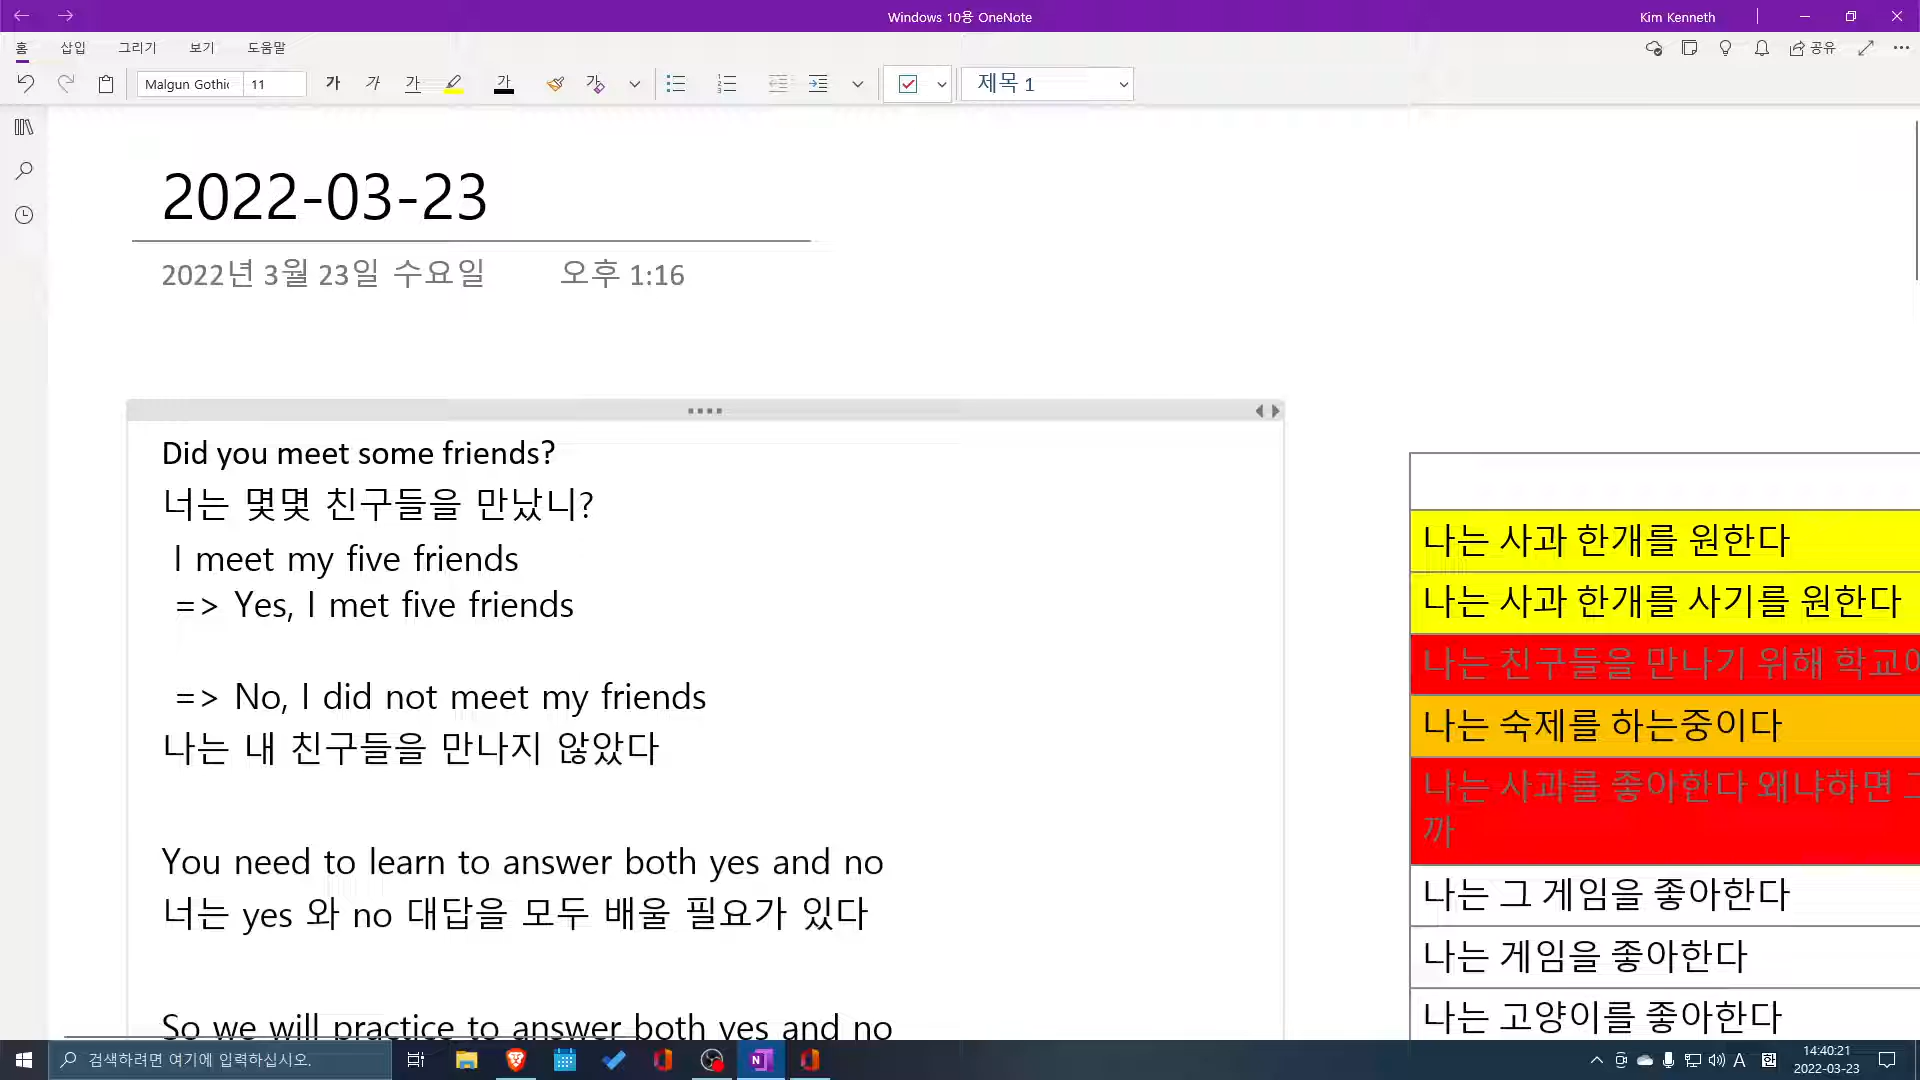 Windows 10용 OneNote
Kim Kenneth
홈 삽입 그리기 보기 도움말
공유
Malgun Gothic 11 가 가 가 가 가 제목 1
2022-03-23
2022년 3월 23일 수요일 오후 1:16
Did you meet some friends?
너는 몇몇 친구들을 만났니?
I meet my five friends
=> Yes, I met five friends
=> No, I did not meet my friends
나는 내 친구들을 만나지 않았다
You need to learn to answer both yes and no
너는 yes 와 no 대답을 모두 배울 필요가 있다
So we will practice to answer both yes and no
나는 사과 한개를 원한다
나는 사과 한개를 사기를 원한다
나는 친구들을 만나기 위해
나는 숙제를 하는중이다
나는 사과를 좋아한다 왜냐하면
까
나는 그 게임을 좋아한다
나는 게임을 좋아한다
나는 고양이를 좋아한다
검색하려면 여기에 입력하십시오.
A 한 14:40:21
2022-03-23